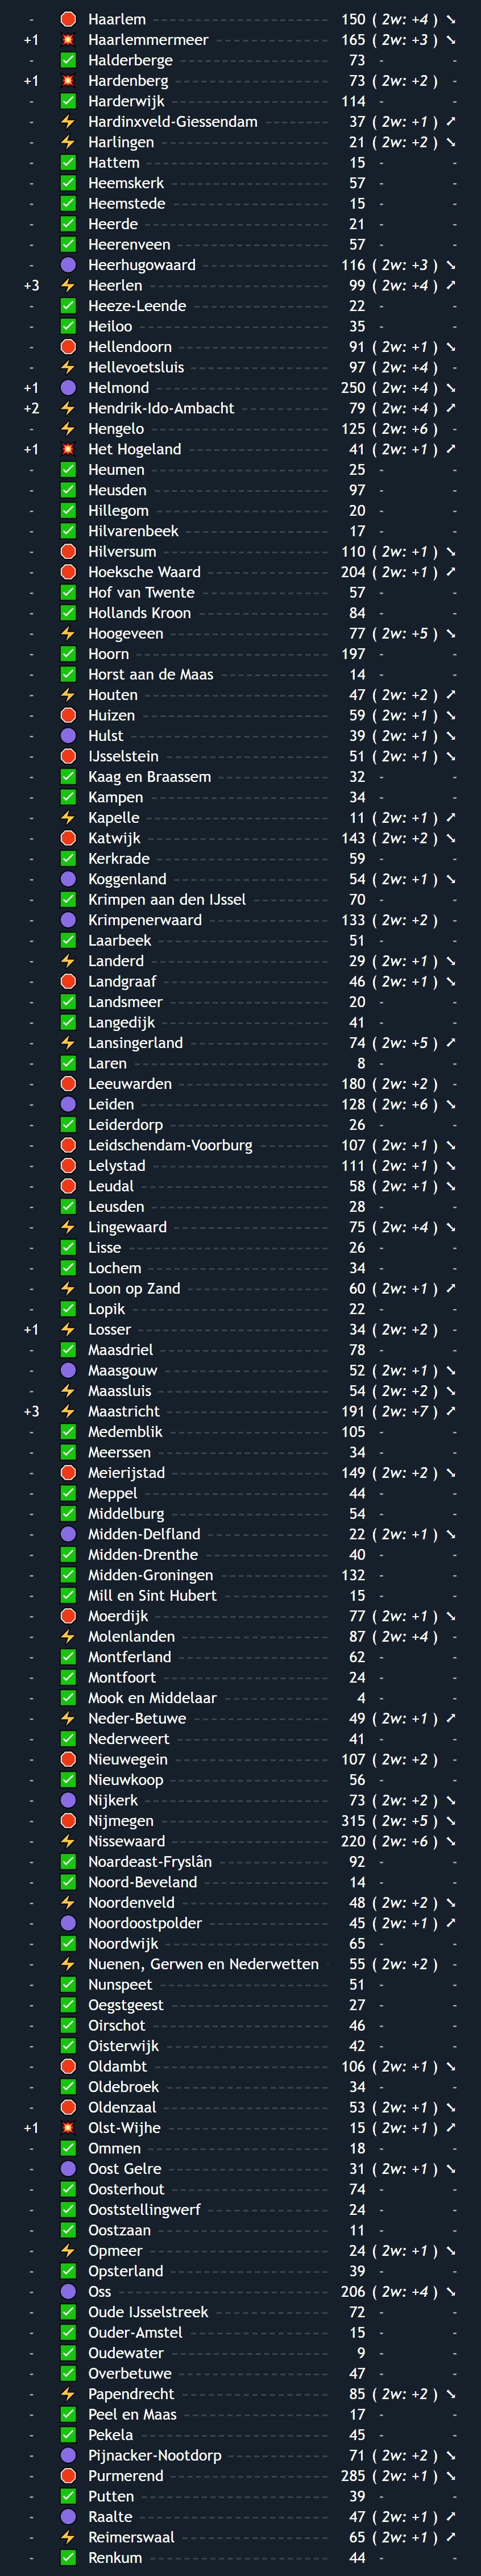 - 🛑 Haarlem 150 ( 2w: +4 ) ↘
+1 💥 Haarlemmermeer 165 ( 2w: +3 ) ↘
- ✅ Halderberge 73 - -
+1 💥 Hardenberg 73 ( 2w: +2 ) -
- ✅ Harderwijk 114 - -
- ⚡ Hardinxveld-Giessendam 37 ( 2w: +1 ) ↗
- ⚡ Harlingen 21 ( 2w: +2 ) ↘
- ✅ Hattem 15 - -
- ✅ Heemskerk 57 - -
- ✅ Heemstede 15 - -
- ✅ Heerde 21 - -
- ✅ Heerenveen 57 - -
- 🟣 Heerhugowaard 116 ( 2w: +3 ) ↘
+3 ⚡ Heerlen 99 ( 2w: +4 ) ↗
- ✅ Heeze-Leende 22 - -
- ✅ Heiloo 35 - -
- 🛑 Hellendoorn 91 ( 2w: +1 ) ↘
- ⚡ Hellevoetsluis 97 ( 2w: +4 ) -
+1 🟣 Helmond 250 ( 2w: +4 ) ↘
+2 ⚡ Hendrik-Ido-Ambacht 79 ( 2w: +4 ) ↗
- ⚡ Hengelo 125 ( 2w: +6 ) -
+1 💥 Het Hogeland 41 ( 2w: +1 ) ↗
- ✅ Heumen 25 - -
- ✅ Heusden 97 - -
- ✅ Hillegom 20 - -
- ✅ Hilvarenbeek 17 - -
- 🛑 Hilversum 110 ( 2w: +1 ) ↘
- 🛑 Hoeksche Waard 204 ( 2w: +1 ) ↗
- ✅ Hof van Twente 57 - -
- ✅ Hollands Kroon 84 - -
- ⚡ Hoogeveen 77 ( 2w: +5 ) ↘
- ✅ Hoorn 197 - -
- ✅ Horst aan de Maas 14 - -
- ⚡ Houten 47 ( 2w: +2 ) ↗
- 🛑 Huizen 59 ( 2w: +1 ) ↘
- 🟣 Hulst 39 ( 2w: +1 ) ↘
- 🛑 IJsselstein 51 ( 2w: +1 ) ↘
- ✅ Kaag en Braassem 32 - -
- ✅ Kampen 34 - -
- ⚡ Kapelle 11 ( 2w: +1 ) ↗
- 🛑 Katwijk 143 ( 2w: +2 ) ↘
- ✅ Kerkrade 59 - -
- 🟣 Koggenland 54 ( 2w: +1 ) ↘
- ✅ Krimpen aan den IJssel 70 - -
- 🟣 Krimpenerwaard 133 ( 2w: +2 ) -
- ✅ Laarbeek 51 - -
- ⚡ Landerd 29 ( 2w: +1 ) ↘
- 🛑 Landgraaf 46 ( 2w: +1 ) ↘
- ✅ Landsmeer 20 - -
- ✅ Langedijk 41 - -
- ⚡ Lansingerland 74 ( 2w: +5 ) ↗
- ✅ Laren 8 - -
- 🛑 Leeuwarden 180 ( 2w: +2 ) -
- 🟣 Leiden 128 ( 2w: +6 ) ↘
- ✅ Leiderdorp 26 - -
- 🛑 Leidschendam-Voorburg 107 ( 2w: +1 ) ↘
- 🛑 Lelystad 111 ( 2w: +1 ) ↘
- 🛑 Leudal 58 ( 2w: +1 ) ↘
- ✅ Leusden 28 - -
- ⚡ Lingewaard 75 ( 2w: +4 ) ↘
- ✅ Lisse 26 - -
- ✅ Lochem 34 - -
- ⚡ Loon op Zand 60 ( 2w: +1 ) ↗
- ✅ Lopik 22 - -
+1 ⚡ Losser 34 ( 2w: +2 ) -
- ✅ Maasdriel 78 - -
- 🟣 Maasgouw 52 ( 2w: +1 ) ↘
- ⚡ Maassluis 54 ( 2w: +2 ) ↘
+3 ⚡ Maastricht 191 ( 2w: +7 ) ↗
- ✅ Medemblik 105 - -
- ✅ Meerssen 34 - -
- 🛑 Meierijstad 149 ( 2w: +2 ) ↘
- ✅ Meppel 44 - -
- ✅ Middelburg 54 - -
- 🟣 Midden-Delfland 22 ( 2w: +1 ) ↘
- ✅ Midden-Drenthe 40 - -
- ✅ Midden-Groningen 132 - -
- ✅ Mill en Sint Hubert 15 - -
- 🛑 Moerdijk 77 ( 2w: +1 ) ↘
- ⚡ Molenlanden 87 ( 2w: +4 ) -
- ✅ Montferland 62 - -
- ✅ Montfoort 24 - -
- ✅ Mook en Middelaar 4 - -
- ⚡ Neder-Betuwe 49 ( 2w: +1 ) ↗
- ✅ Nederweert 41 - -
- 🛑 Nieuwegein 107 ( 2w: +2 ) -
- ✅ Nieuwkoop 56 - -
- 🟣 Nijkerk 73 ( 2w: +2 ) ↘
- 🛑 Nijmegen 315 ( 2w: +5 ) ↘
- ⚡ Nissewaard 220 ( 2w: +6 ) ↘
- ✅ Noardeast-Fryslân 92 - -
- ✅ Noord-Beveland 14 - -
- ⚡ Noordenveld 48 ( 2w: +2 ) ↘
- 🟣 Noordoostpolder 45 ( 2w: +1 ) ↗
- ✅ Noordwijk 65 - -
- ⚡ Nuenen, Gerwen en Nederwetten 55 ( 2w: +2 ) -
- ✅ Nunspeet 51 - -
- ✅ Oegstgeest 27 - -
- ✅ Oirschot 46 - -
- ✅ Oisterwijk 42 - -
- 🛑 Oldambt 106 ( 2w: +1 ) ↘
- ✅ Oldebroek 34 - -
- 🛑 Oldenzaal 53 ( 2w: +1 ) ↘
+1 💥 Olst-Wijhe 15 ( 2w: +1 ) ↗
- ✅ Ommen 18 - -
- 🟣 Oost Gelre 31 ( 2w: +1 ) ↘
- ✅ Oosterhout 74 - -
- ✅ Ooststellingwerf 24 - -
- ✅ Oostzaan 11 - -
- ⚡ Opmeer 24 ( 2w: +1 ) ↘
- ✅ Opsterland 39 - -
- 🟣 Oss 206 ( 2w: +4 ) ↘
- ✅ Oude IJsselstreek 72 - -
- ✅ Ouder-Amstel 15 - -
- ✅ Oudewater 9 - -
- ✅ Overbetuwe 47 - -
- ⚡ Papendrecht 85 ( 2w: +2 ) ↘
- ✅ Peel en Maas 17 - -
- ✅ Pekela 45 - -
- 🟣 Pijnacker-Nootdorp 71 ( 2w: +2 ) ↘
- 🛑 Purmerend 285 ( 2w: +1 ) ↘
- ✅ Putten 39 - -
- 🟣 Raalte 47 ( 2w: +1 ) ↗
- ⚡ Reimerswaal 65 ( 2w: +1 ) ↗
- ✅ Renkum 44 - -